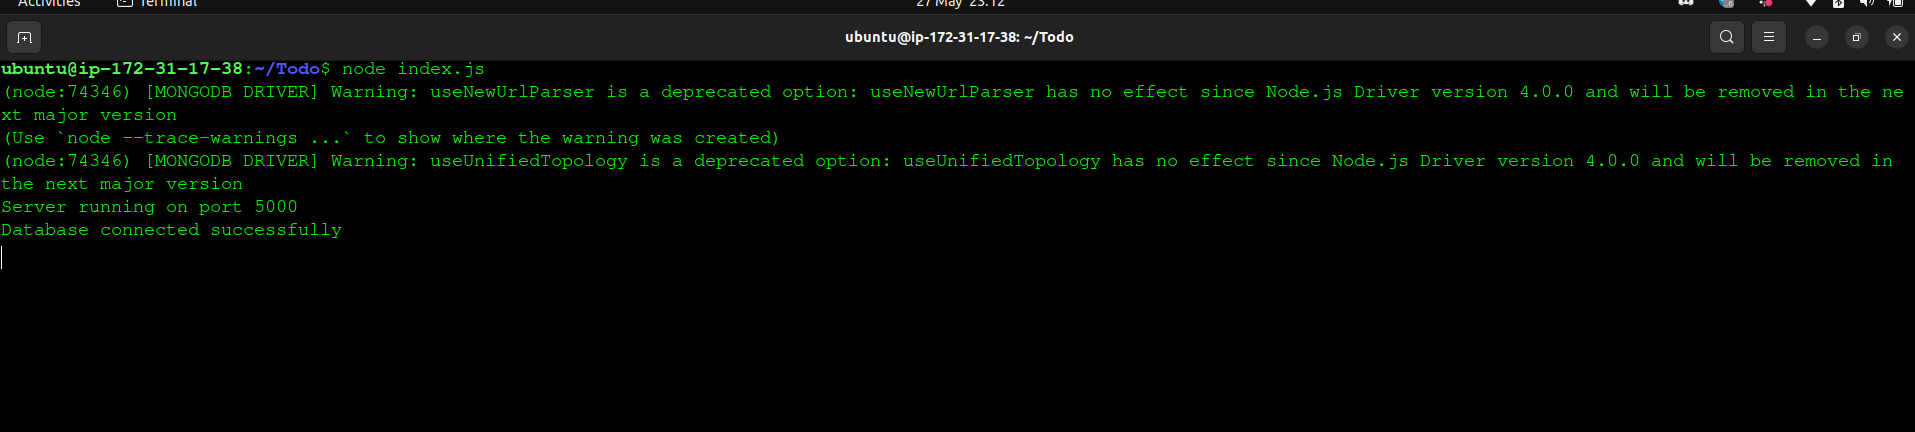 Activities Terminal 27 May 23:12
ubuntu@ip-172-31-17-38: ~/Todo
ubuntu@ip-172-31-17-38:~/Todo$ node index.js
(node:74346) [MONGODB DRIVER] Warning: useNewUrlParser is a deprecated option: useNewUrlParser has no effect since Node.js Driver version 4.0.0 and will be removed in the ne
xt major version
(Use `node --trace-warnings ...` to show where the warning was created)
(node:74346) [MONGODB DRIVER] Warning: useUnifiedTopology is a deprecated option: useUnifiedTopology has no effect since Node.js Driver version 4.0.0 and will be removed in
the next major version
Server running on port 5000
Database connected successfully